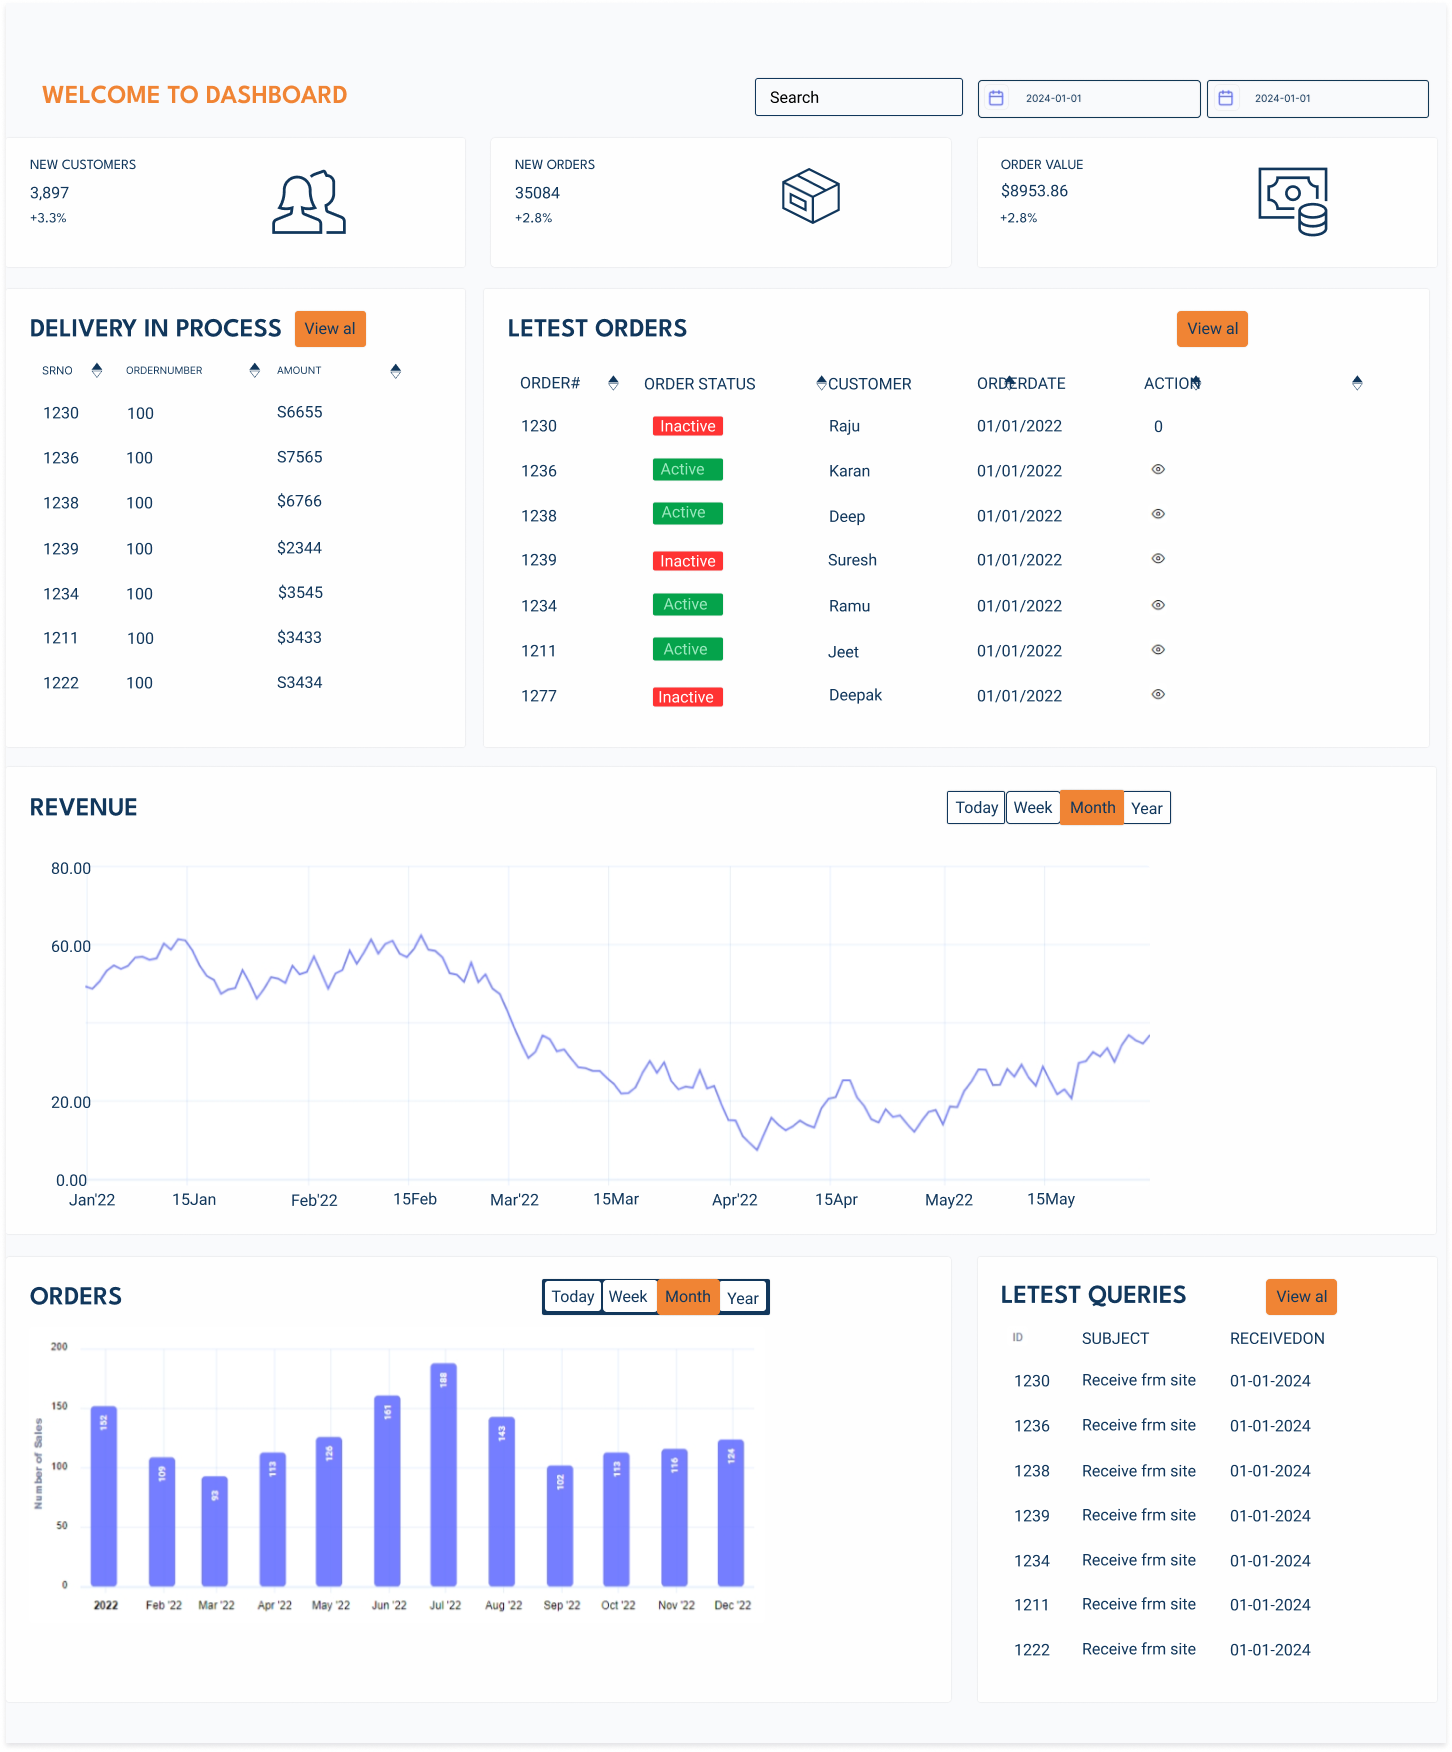 WELCOME TO DASHBOARD
Search
2024-01-01
2024-01-01
NEW CUSTOMERS
3,897
+3.3%
NEW ORDERS
35084
+2.8%
ORDER VALUE
$8953.86
+2.8%
DELIVERY IN PROCESS
View al
SRNO ORDERNUMBER AMOUNT
1230 100 S6655
1236 100 S7565
1238 100 $6766
1239 100 $2344
1234 100 $3545
1211 100 $3433
1222 100 S3434
LETEST ORDERS
View al
ORDER# ORDER STATUS CUSTOMER ORDERDATE ACTION
1230 Inactive Raju 01/01/2022 0
1236 Active Karan 01/01/2022
1238 Active Deep 01/01/2022
1239 Inactive Suresh 01/01/2022
1234 Active Ramu 01/01/2022
1211 Active Jeet 01/01/2022
1277 Inactive Deepak 01/01/2022
REVENUE
Today Week Month Year
80.00
60.00
20.00
0.00
Jan'22 15Jan Feb'22 15Feb Mar'22 15Mar Apr'22 15Apr May22 15May
ORDERS
Today Week Month Year
200
150
100
50
0
Number of Sales
152 109 93 113 126 161 188 143 102 113 116 124
2022 Feb '22 Mar '22 Apr '22 May '22 Jun '22 Jul '22 Aug '22 Sep '22 Oct '22 Nov '22 Dec '22
LETEST QUERIES
View al
ID SUBJECT RECEIVEDON
1230 Receive frm site 01-01-2024
1236 Receive frm site 01-01-2024
1238 Receive frm site 01-01-2024
1239 Receive frm site 01-01-2024
1234 Receive frm site 01-01-2024
1211 Receive frm site 01-01-2024
1222 Receive frm site 01-01-2024